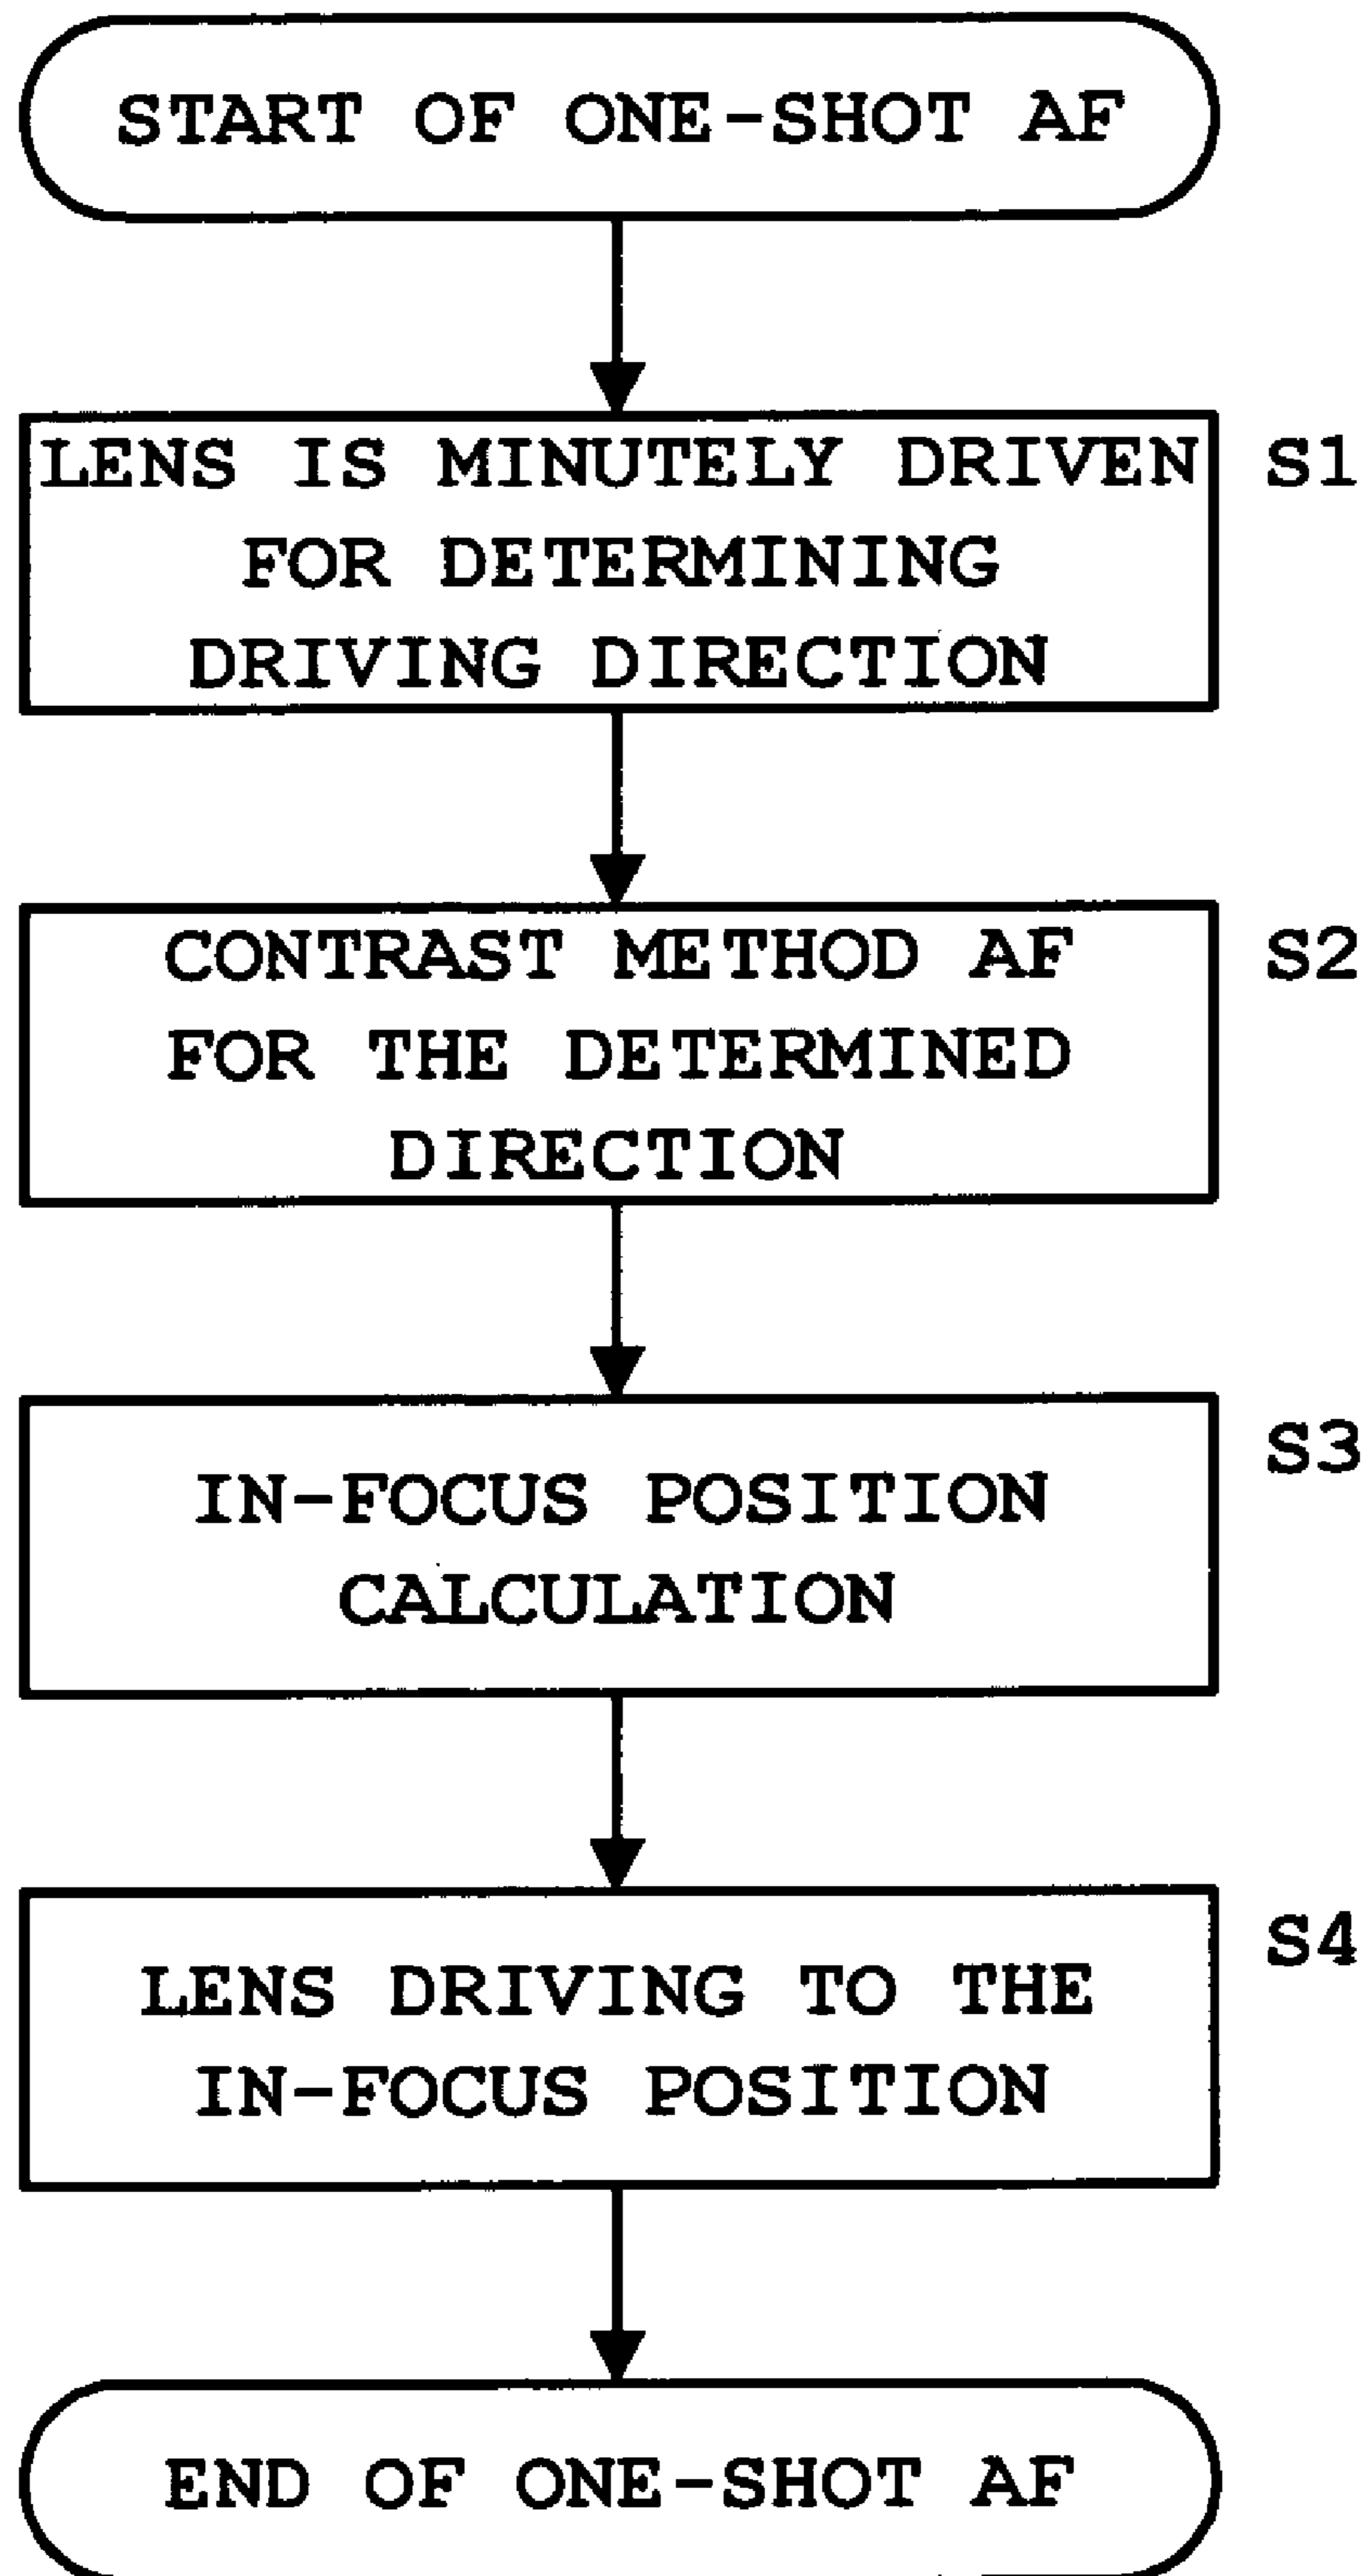 START OF ONE-SHOT AF
LENS IS MINUTELY DRIVEN
FOR DETERMINING
DRIVING DIRECTION
S1
CONTRAST METHOD AF
FOR THE DETERMINED
DIRECTION
S2
IN-FOCUS POSITION
CALCULATION
S3
LENS DRIVING TO THE
IN-FOCUS POSITION
S4
END OF ONE-SHOT AF